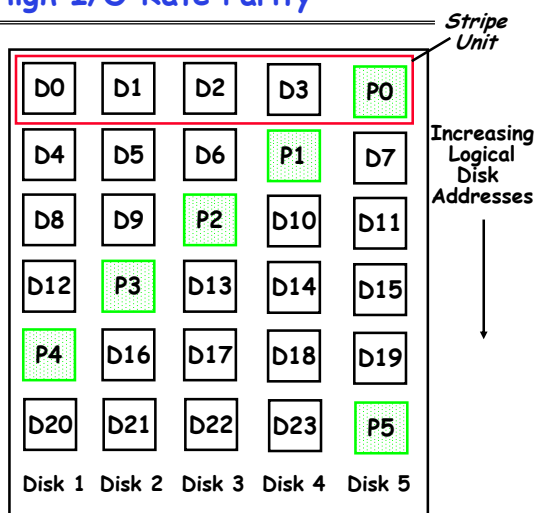 High I/O Rate Parity
Stripe
Unit
D0 D1 D2 D3 P0
D4 D5 D6 P1 D7
D8 D9 P2 D10 D11
D12 P3 D13 D14 D15
P4 D16 D17 D18 D19
D20 D21 D22 D23 P5
Disk 1 Disk 2 Disk 3 Disk 4 Disk 5
Increasing
Logical
Disk
Addresses